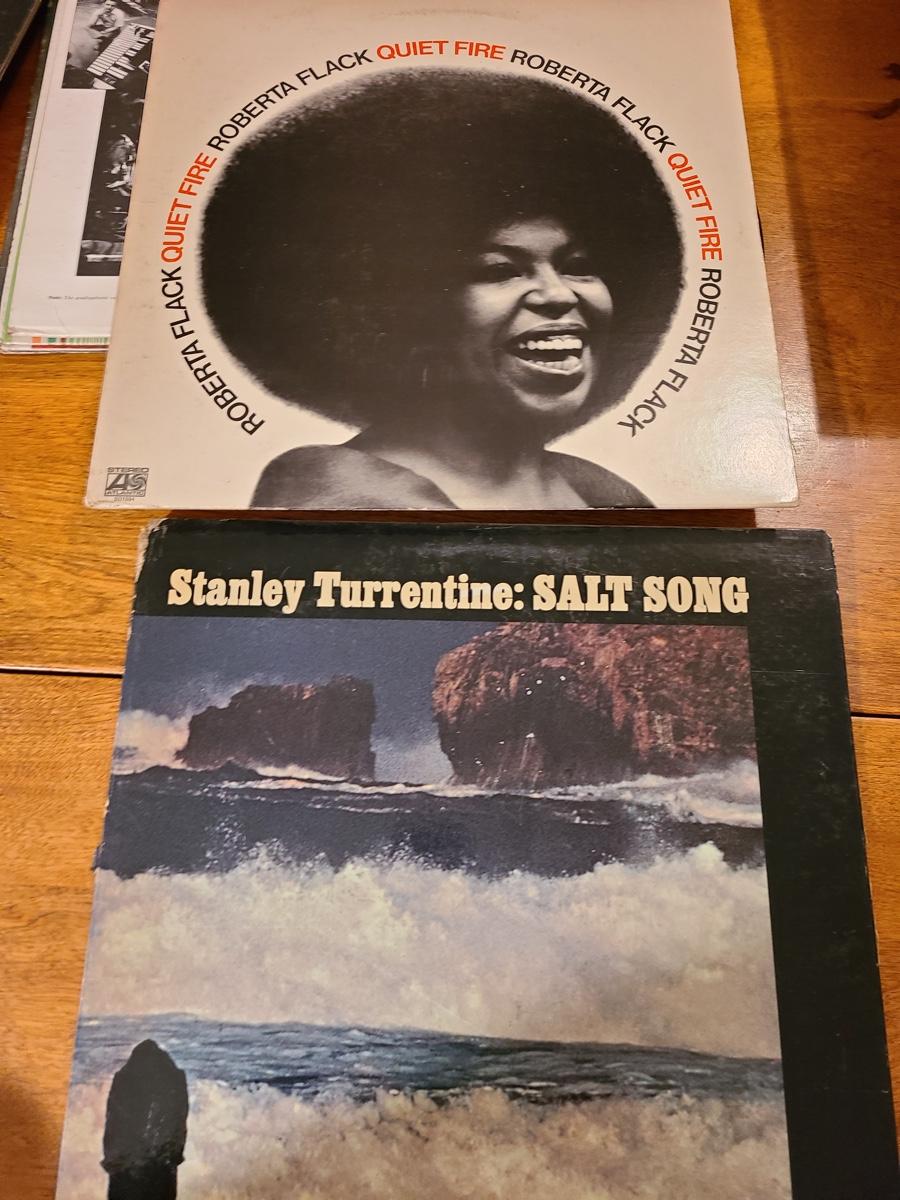 ROBERTA FLACK QUIET FIRE ROBERTA FLACK QUIET FIRE ROBERTA FLACK QUIET FIRE ROBERTA FLACK
STEREO
ATLANTIC
Stanley Turrentine: SALT SONG